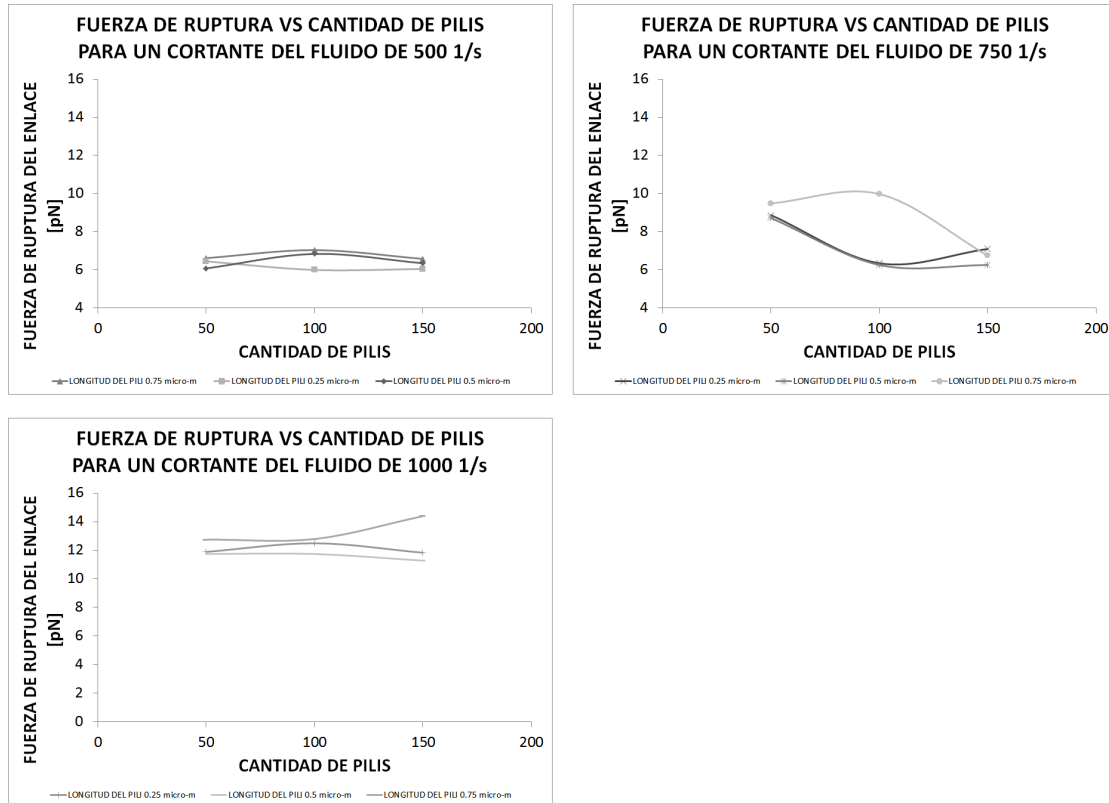 FUERZA DE RUPTURA VS CANTIDAD DE PILIS
PARA UN CORTANTE DEL FLUIDO DE 500 1/s
FUERZA DE RUPTURA DEL ENLACE
[pN]
16
14
12
10
8
6
4
0
50
100
150
200
CANTIDAD DE PILIS
LONGITUD DEL PILI 0.75 micro-m
LONGITUD DEL PILI 0.25 micro-m
LONGITU DEL PILI 0.5 micro-m
FUERZA DE RUPTURA VS CANTIDAD DE PILIS
PARA UN CORTANTE DEL FLUIDO DE 750 1/s
FUERZA DE RUPTURA DEL ENLACE
[pN]
16
14
12
10
8
6
4
0
50
100
150
200
CANTIDAD DE PILIS
LONGITUD DEL PILI 0.25 micro-m
LONGITUD DEL PILI 0.5 micro-m
LONGITUD DEL PILI 0.75 micro-m
FUERZA DE RUPTURA VS CANTIDAD DE PILIS
PARA UN CORTANTE DEL FLUIDO DE 1000 1/s
FUERZA DE RUPTURA DEL ENLACE
[pN]
16
14
12
10
8
6
4
2
0
0
50
100
150
200
CANTIDAD DE PILIS
LONGITUD DEL PILI 0.25 micro-m
LONGITUD DEL PILI 0.5 micro-m
LONGITUD DEL PILI 0.75 micro-m